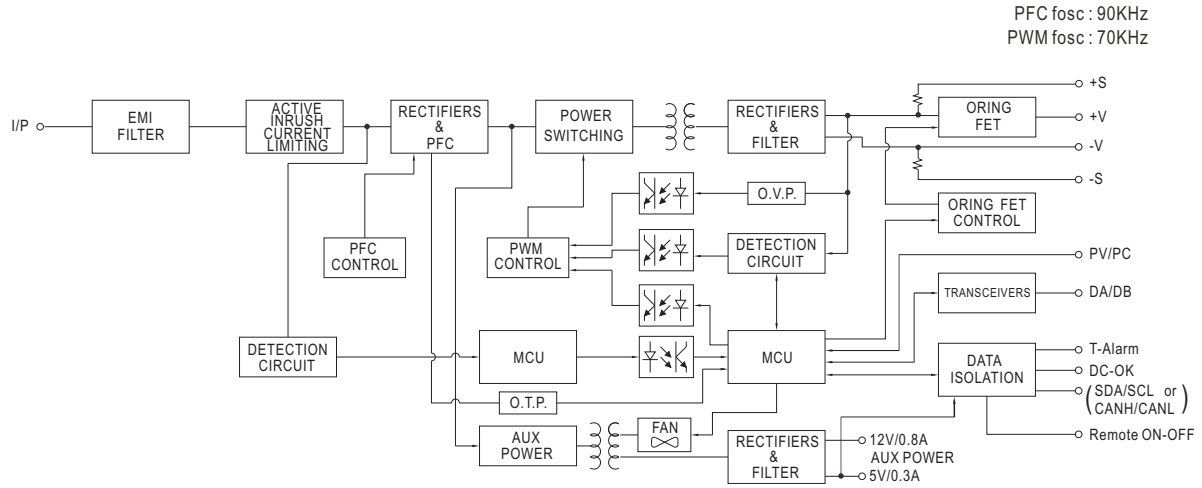 PFC fosc : 90KHz
PWM fosc : 70KHz
I/P
EMI
FILTER
ACTIVE
INRUSH
CURRENT
LIMITING
RECTIFIERS
&
PFC
POWER
SWITCHING
RECTIFIERS
&
FILTER
+S
ORING
FET
+V
-V
-S
O.V.P.
ORING FET
CONTROL
PFC
CONTROL
PWM
CONTROL
DETECTION
CIRCUIT
PV/PC
TRANSCEIVERS
DA/DB
DETECTION
CIRCUIT
MCU
MCU
DATA
ISOLATION
T-Alarm
DC-OK
(SDA/SCL or
CANH/CANL)
Remote ON-OFF
O.T.P.
AUX
POWER
FAN
RECTIFIERS
&
FILTER
12V/0.8A
AUX POWER
5V/0.3A